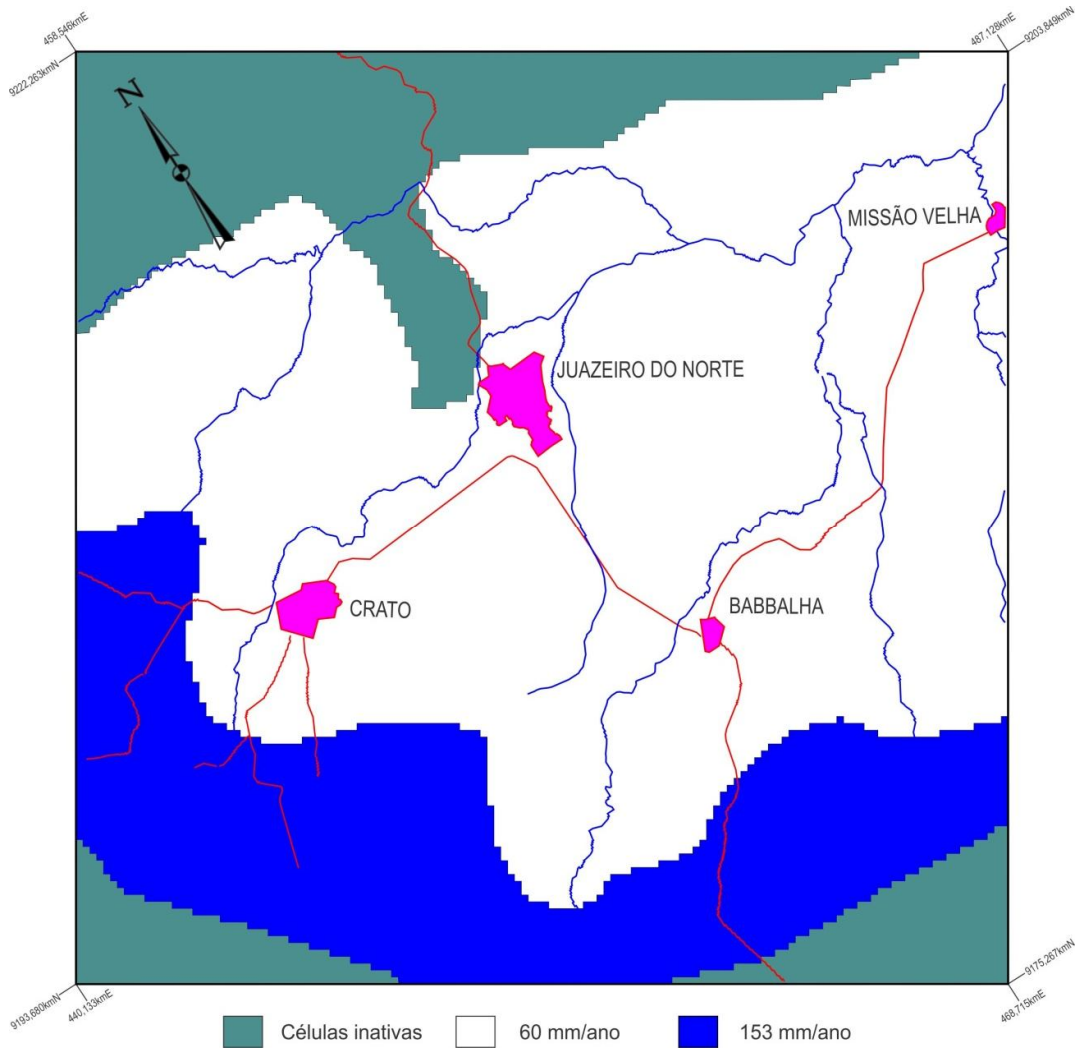 458,546kmE
9222,263kmN
487,128kmE
9203,849kmN
N
MISSÃO VELHA
JUAZEIRO DO NORTE
CRATO
BABBALHA
9193,680kmN
440,133kmE
9175,267kmN
468,715kmE
Células inativas
60 mm/ano
153 mm/ano